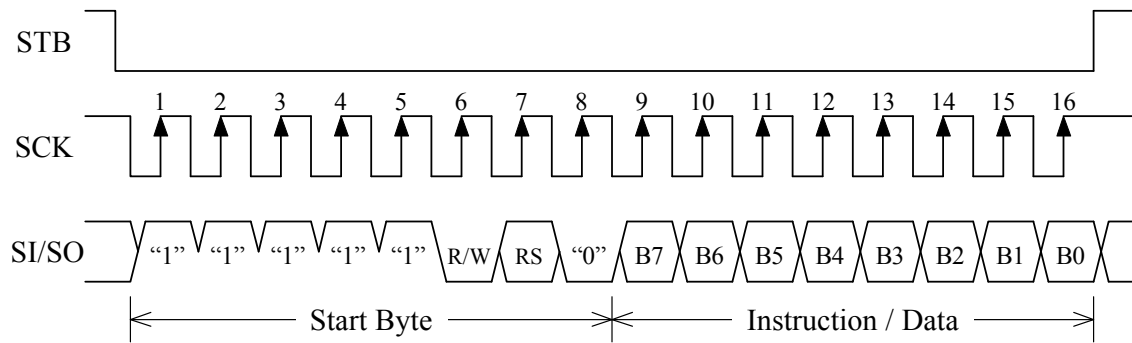 STB
1 2 3 4 5 6 7 8 9 10 11 12 13 14 15 16
SCK
SI/SO “1” “1” “1” “1” “1” R/W RS “0” B7 B6 B5 B4 B3 B2 B1 B0
Start Byte Instruction / Data